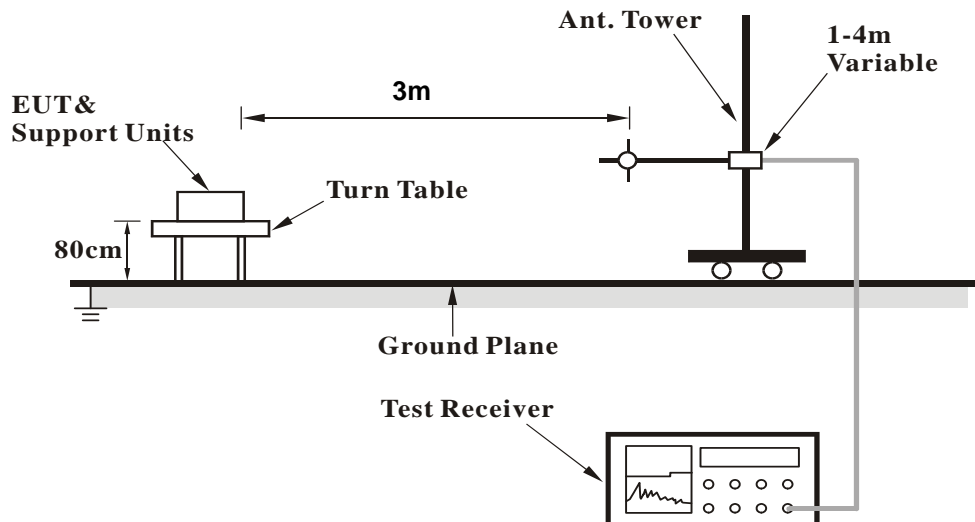 Ant. Tower
1-4m
Variable
3m
EUT&
Support Units
Turn Table
80cm
Ground Plane
Test Receiver